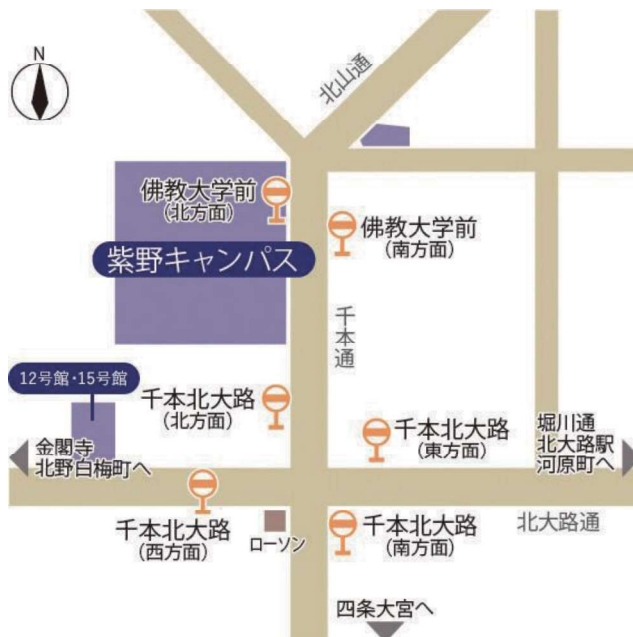 N
北山通
佛教大学前
(北方面)
佛教大学前
(南方面)
紫野キャンパス
千本通
12号館・15号館
千本北大路
(北方面)
千本北大路
(東方面)
堀川通
北大路駅
河原町へ
金閣寺
北野白梅町へ
千本北大路
(西方面)
ローソン
千本北大路
(南方面)
北大路通
四条大宮へ